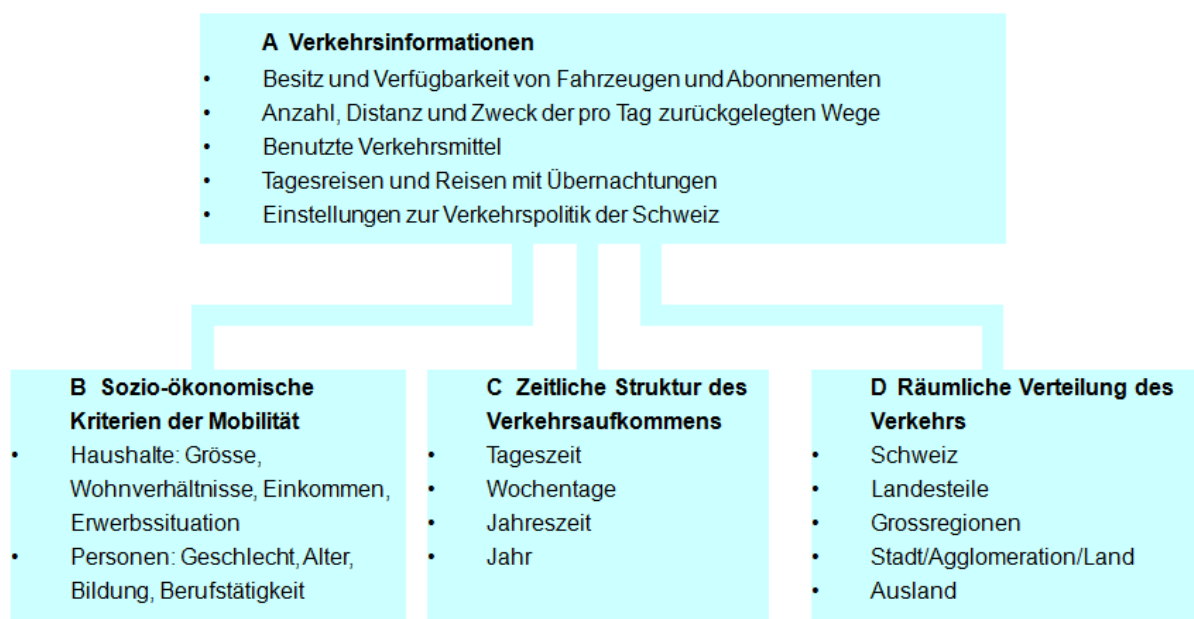 A Verkehrsinformationen
• Besitz und Verfügbarkeit von Fahrzeugen und Abonnementen
• Anzahl, Distanz und Zweck der pro Tag zurückgelegten Wege
• Benutzte Verkehrsmittel
• Tagesreisen und Reisen mit Übernachtungen
• Einstellungen zur Verkehrspolitik der Schweiz
B Sozio-ökonomische
Kriterien der Mobilität
• Haushalte: Grösse,
Wohnverhältnisse, Einkommen,
Erwerbssituation
• Personen: Geschlecht, Alter,
Bildung, Berufstätigkeit
C Zeitliche Struktur des
Verkehrsaufkommens
• Tageszeit
• Wochentage
• Jahreszeit
• Jahr
D Räumliche Verteilung des
Verkehrs
• Schweiz
• Landesteile
• Grossregionen
• Stadt/Agglomeration/Land
• Ausland